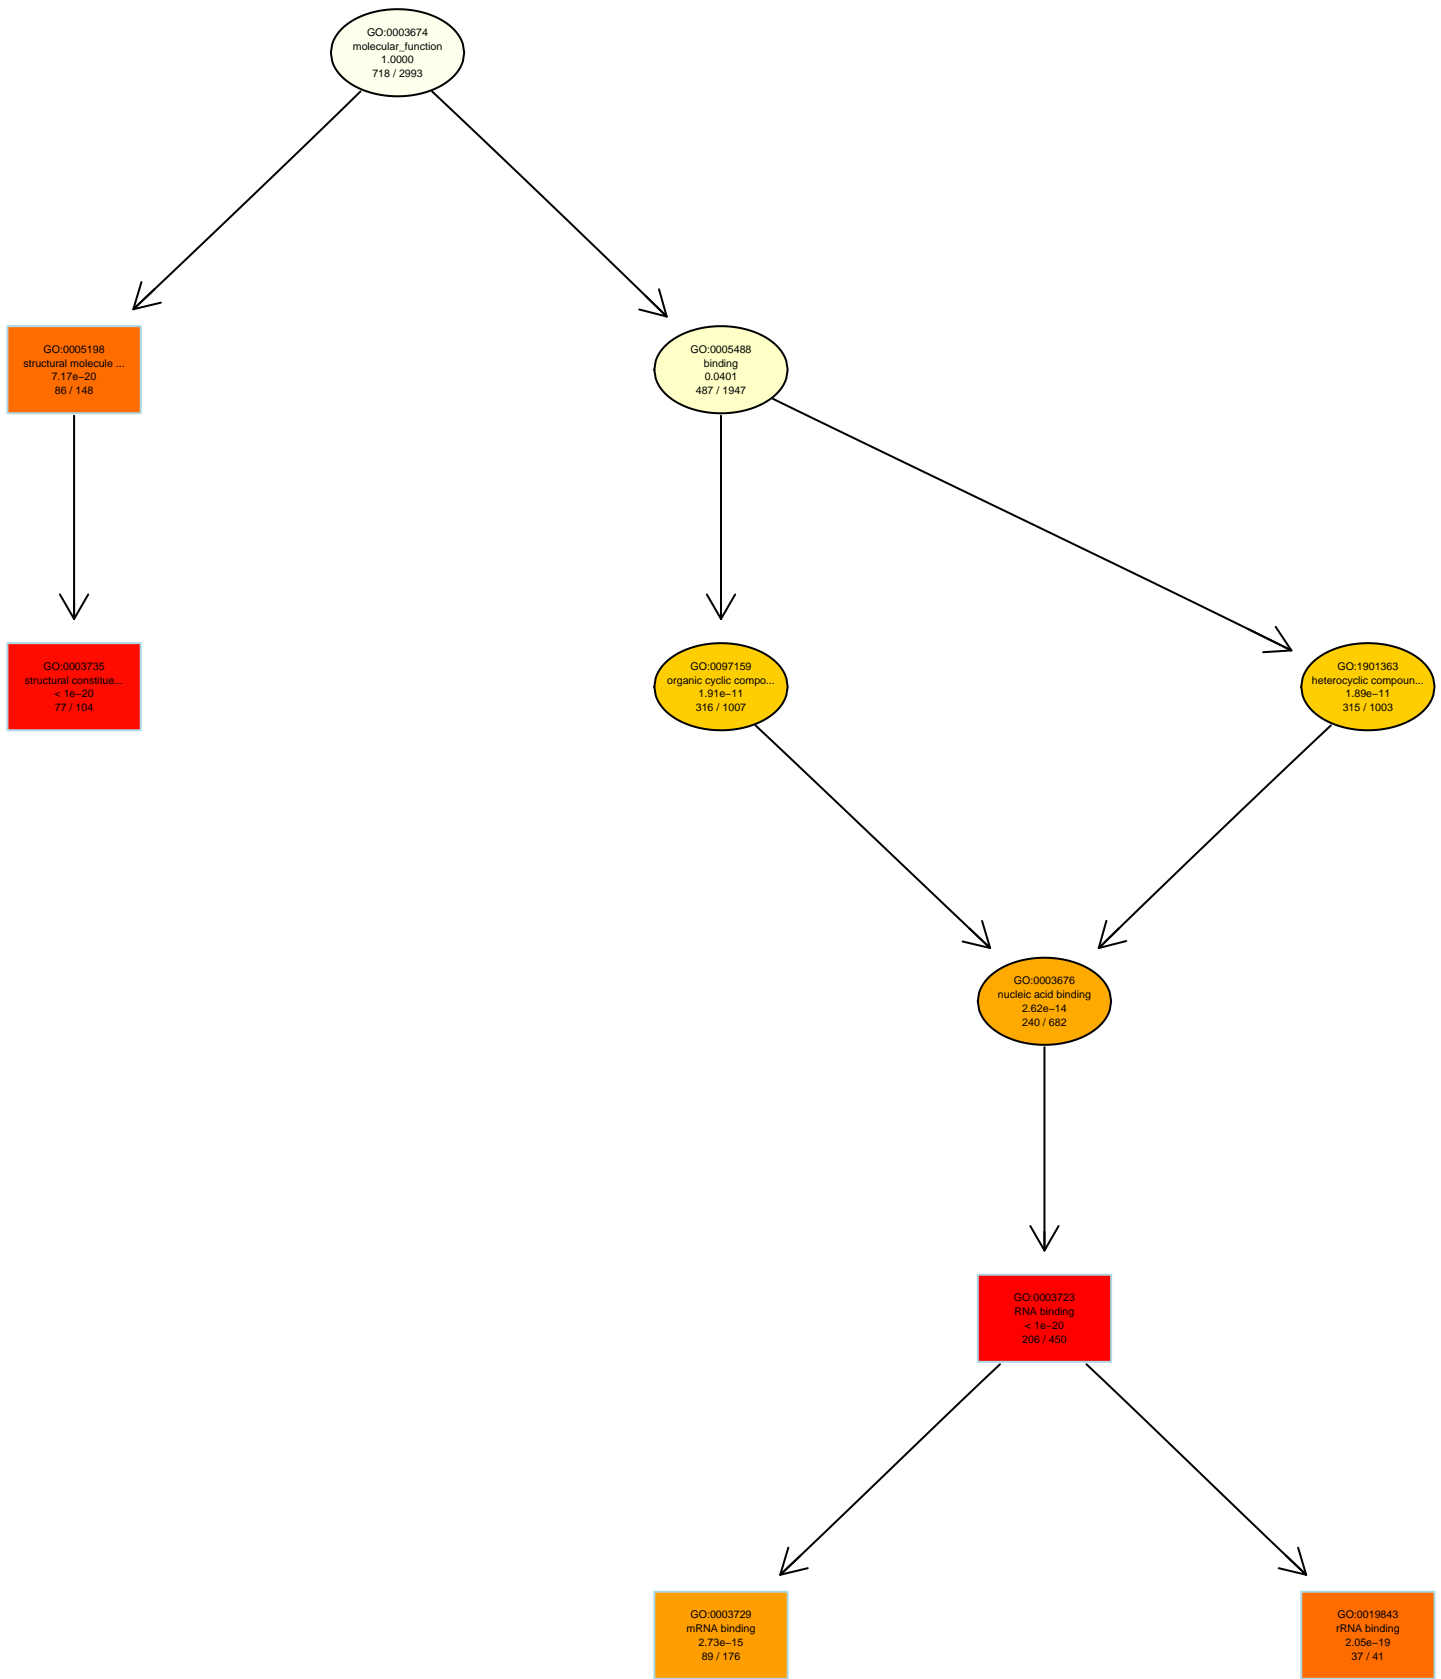 GO:0003674
molecular_function
1.0000
718 / 2993
GO:0005198
structural molecule ...
7.17e−20
86 / 148
GO:0005488
binding
0.0401
487 / 1947
GO:0003735
structural constitue...
< 1e−20
77 / 104
GO:0097159
organic cyclic compo...
1.91e−11
316 / 1007
GO:1901363
heterocyclic compoun...
1.89e−11
315 / 1003
GO:0003676
nucleic acid binding
2.62e−14
240 / 682
GO:0003723
RNA binding
< 1e−20
206 / 450
GO:0003729
mRNA binding
2.73e−15
89 / 176
GO:0019843
rRNA binding
2.05e−19
37 / 41